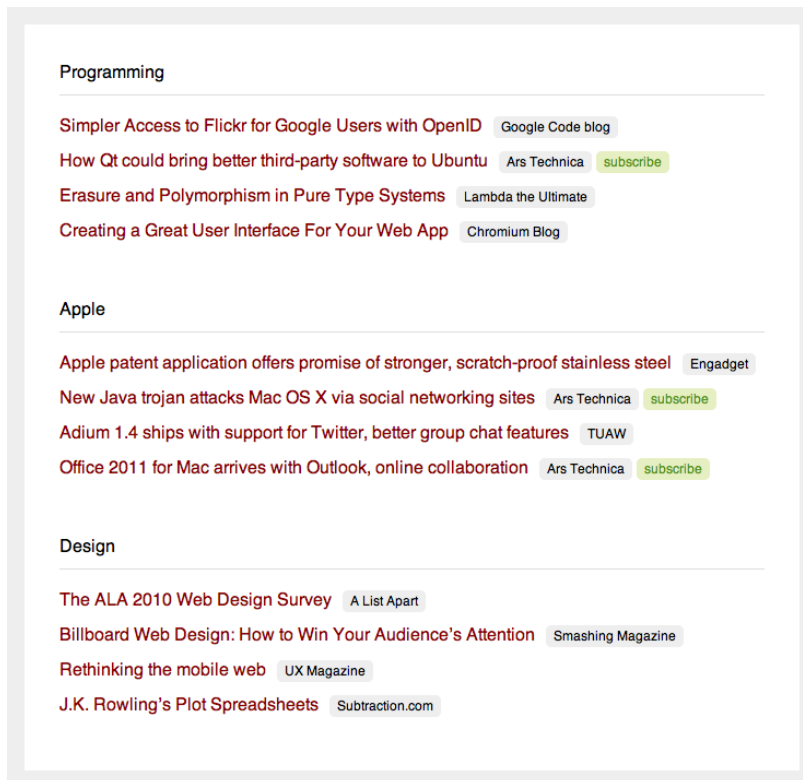 Programming
Simpler Access to Flickr for Google Users with OpenID Google Code blog
How Qt could bring better third-party software to Ubuntu Ars Technica subscribe
Erasure and Polymorphism in Pure Type Systems Lambda the Ultimate
Creating a Great User Interface For Your Web App Chromium Blog
Apple
Apple patent application offers promise of stronger, scratch-proof stainless steel Engadget
New Java trojan attacks Mac OS X via social networking sites Ars Technica subscribe
Adium 1.4 ships with support for Twitter, better group chat features TUAW
Office 2011 for Mac arrives with Outlook, online collaboration Ars Technica subscribe
Design
The ALA 2010 Web Design Survey A List Apart
Billboard Web Design: How to Win Your Audience’s Attention Smashing Magazine
Rethinking the mobile web UX Magazine
J.K. Rowling’s Plot Spreadsheets Subtraction.com